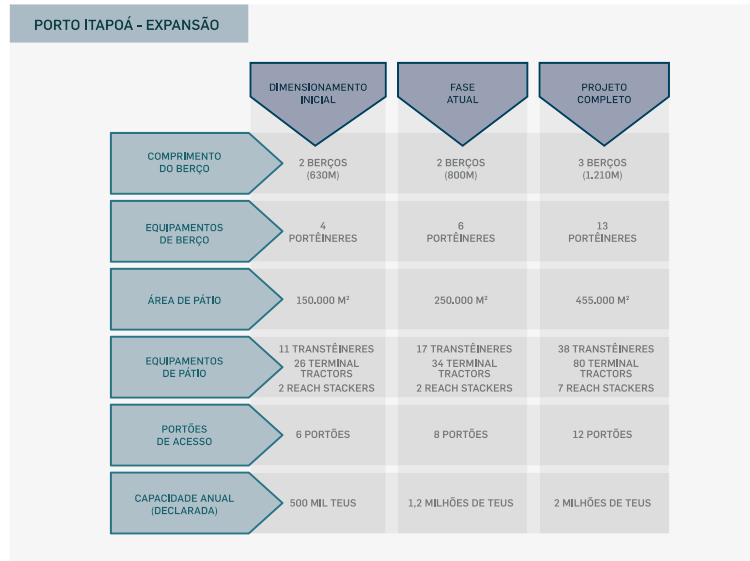 PORTO ITAPOÁ - EXPANSÃO
DIMENSIONAMENTO
INICIAL
FASE
ATUAL
PROJETO
COMPLETO
COMPRIMENTO
DO BERÇO
2 BERÇOS
(630M)
2 BERÇOS
(800M)
3 BERÇOS
(1.210M)
EQUIPAMENTOS
DE BERÇO
4
PORTÊINERES
6
PORTÊINERES
13
PORTÊINERES
ÁREA DE PÁTIO
150.000 M²
250.000 M²
455.000 M²
EQUIPAMENTOS
DE PÁTIO
11 TRANSTÊINERES
26 TERMINAL
TRACTORS
2 REACH STACKERS
17 TRANSTÊINERES
34 TERMINAL
TRACTORS
2 REACH STACKERS
38 TRANSTÊINERES
80 TERMINAL
TRACTORS
7 REACH STACKERS
PORTÕES
DE ACESSO
6 PORTÕES
8 PORTÕES
12 PORTÕES
CAPACIDADE ANUAL
(DECLARADA)
500 MIL TEUS
1,2 MILHÕES DE TEUS
2 MILHÕES DE TEUS